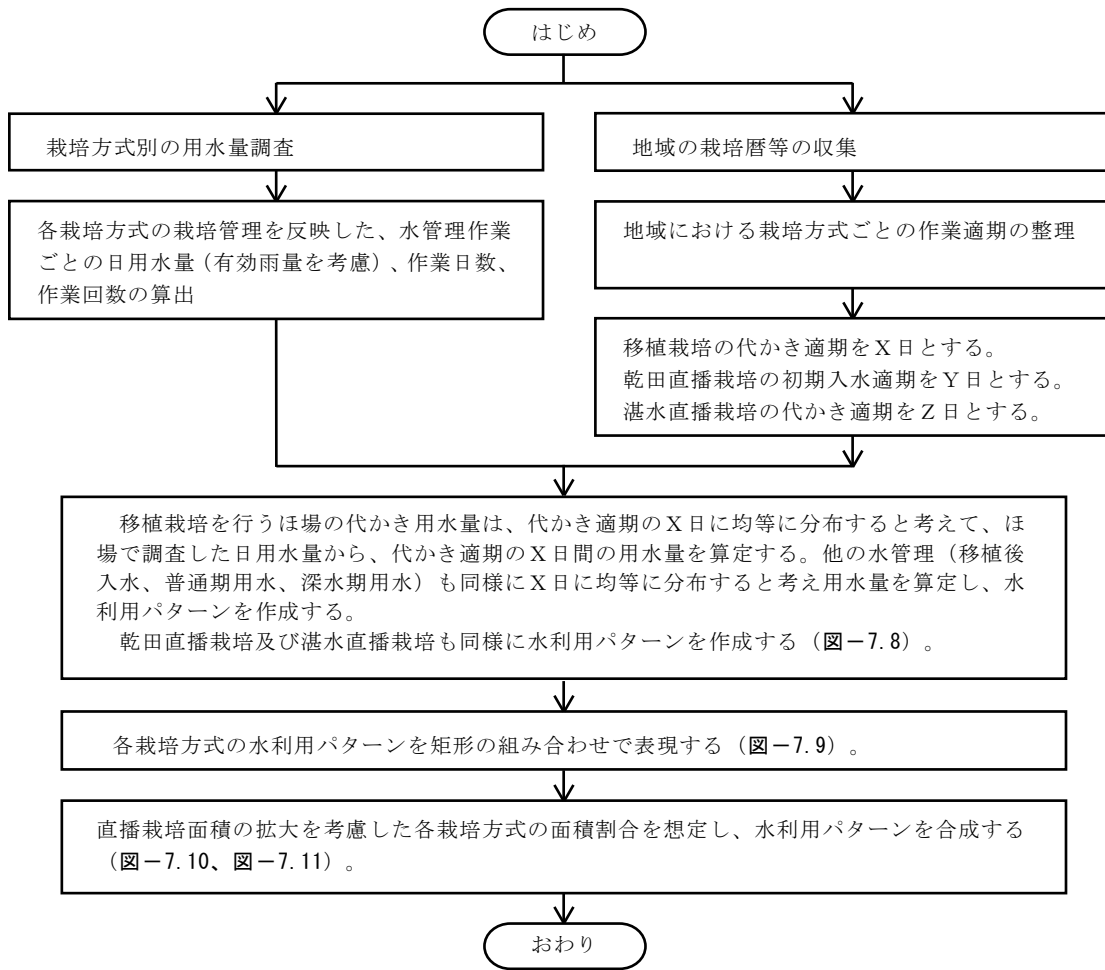 はじめ
栽培方式別の用水量調査
各栽培方式の栽培管理を反映した、水管理作業
ごとの日用水量(有効雨量を考慮)、作業日数、
作業回数の算出
地域の栽培暦等の収集
地域における栽培方式ごとの作業適期の整理
移植栽培の代かき適期をX日とする。
乾田直播栽培の初期入水適期をY日とする。
湛水直播栽培の代かき適期をZ日とする。
移植栽培を行うほ場の代かき用水量は、代かき適期のX日に均等に分布すると考えて、ほ
場で調査した日用水量から、代かき適期のX日間の用水量を算定する。他の水管理(移植後
入水、普通期用水、深水期用水)も同様にX日に均等に分布すると考え用水量を算定し、水
利用パターンを作成する。
乾田直播栽培及び湛水直播栽培も同様に水利用パターンを作成する(図-7.8)。
各栽培方式の水利用パターンを矩形の組み合わせで表現する(図-7.9)。
直播栽培面積の拡大を考慮した各栽培方式の面積割合を想定し、水利用パターンを合成する
(図-7.10、図-7.11)。
おわり